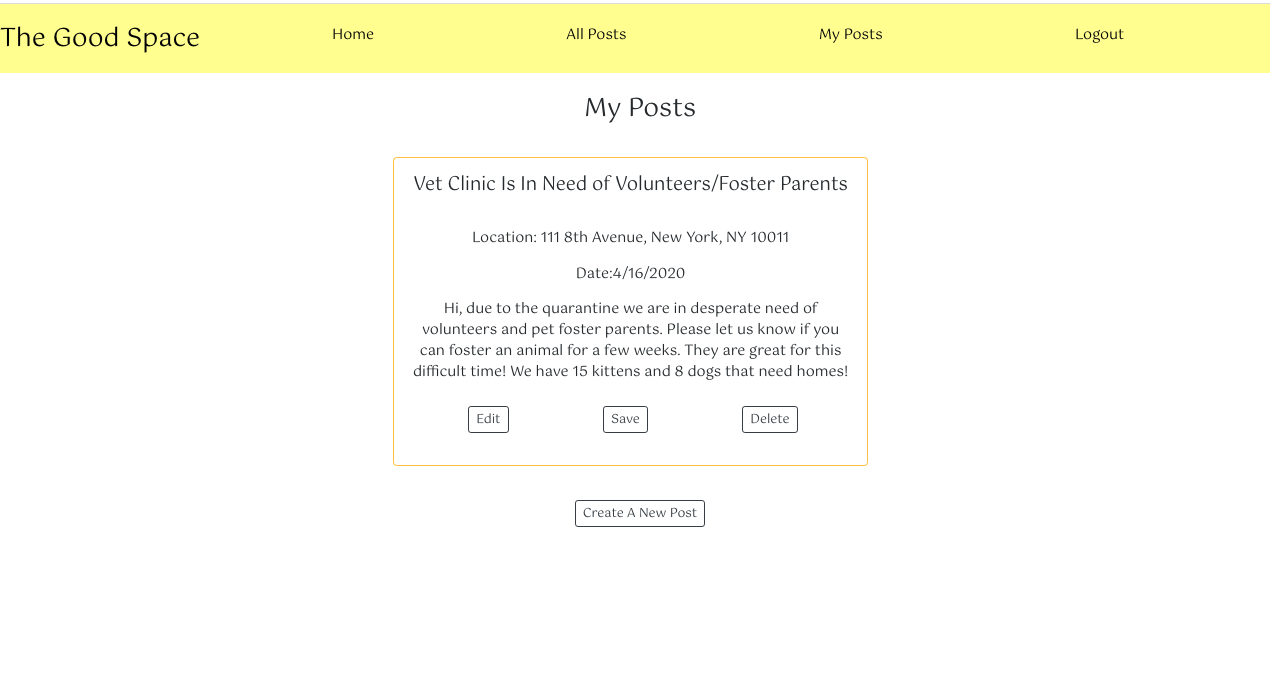 The Good Space
Home
All Posts
My Posts
Logout
My Posts
Vet Clinic Is In Need of Volunteers/Foster Parents
Location: 111 8th Avenue, New York, NY 10011
Date:4/16/2020
Hi, due to the quarantine we are in desperate need of
volunteers and pet foster parents. Please let us know if you
can foster an animal for a few weeks. They are great for this
difficult time! We have 15 kittens and 8 dogs that need homes!
Edit
Save
Delete
Create A New Post